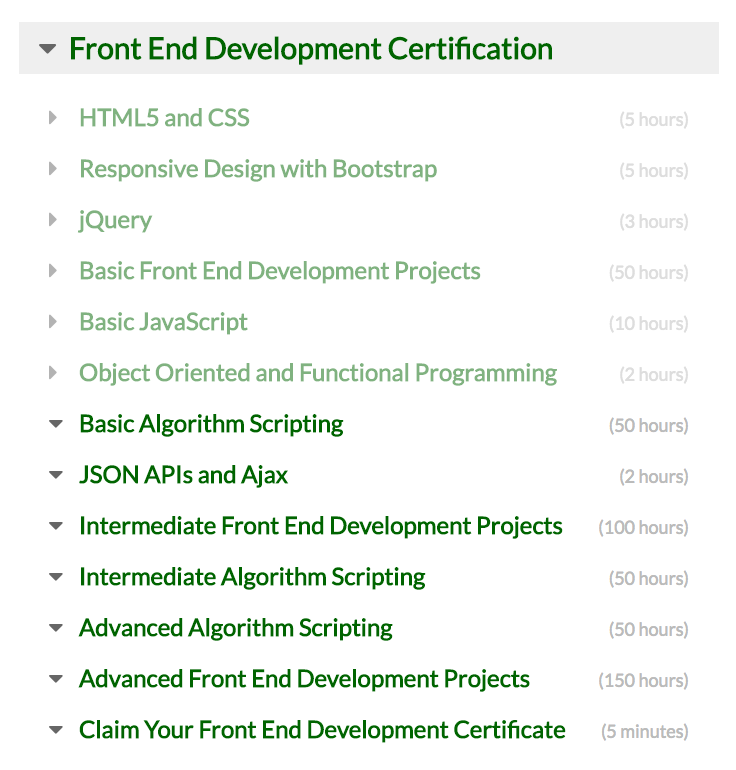 Front End Development Certification
HTML5 and CSS (5 hours)
Responsive Design with Bootstrap (5 hours)
jQuery (3 hours)
Basic Front End Development Projects (50 hours)
Basic JavaScript (10 hours)
Object Oriented and Functional Programming (2 hours)
Basic Algorithm Scripting (50 hours)
JSON APIs and Ajax (2 hours)
Intermediate Front End Development Projects (100 hours)
Intermediate Algorithm Scripting (50 hours)
Advanced Algorithm Scripting (50 hours)
Advanced Front End Development Projects (150 hours)
Claim Your Front End Development Certificate (5 minutes)